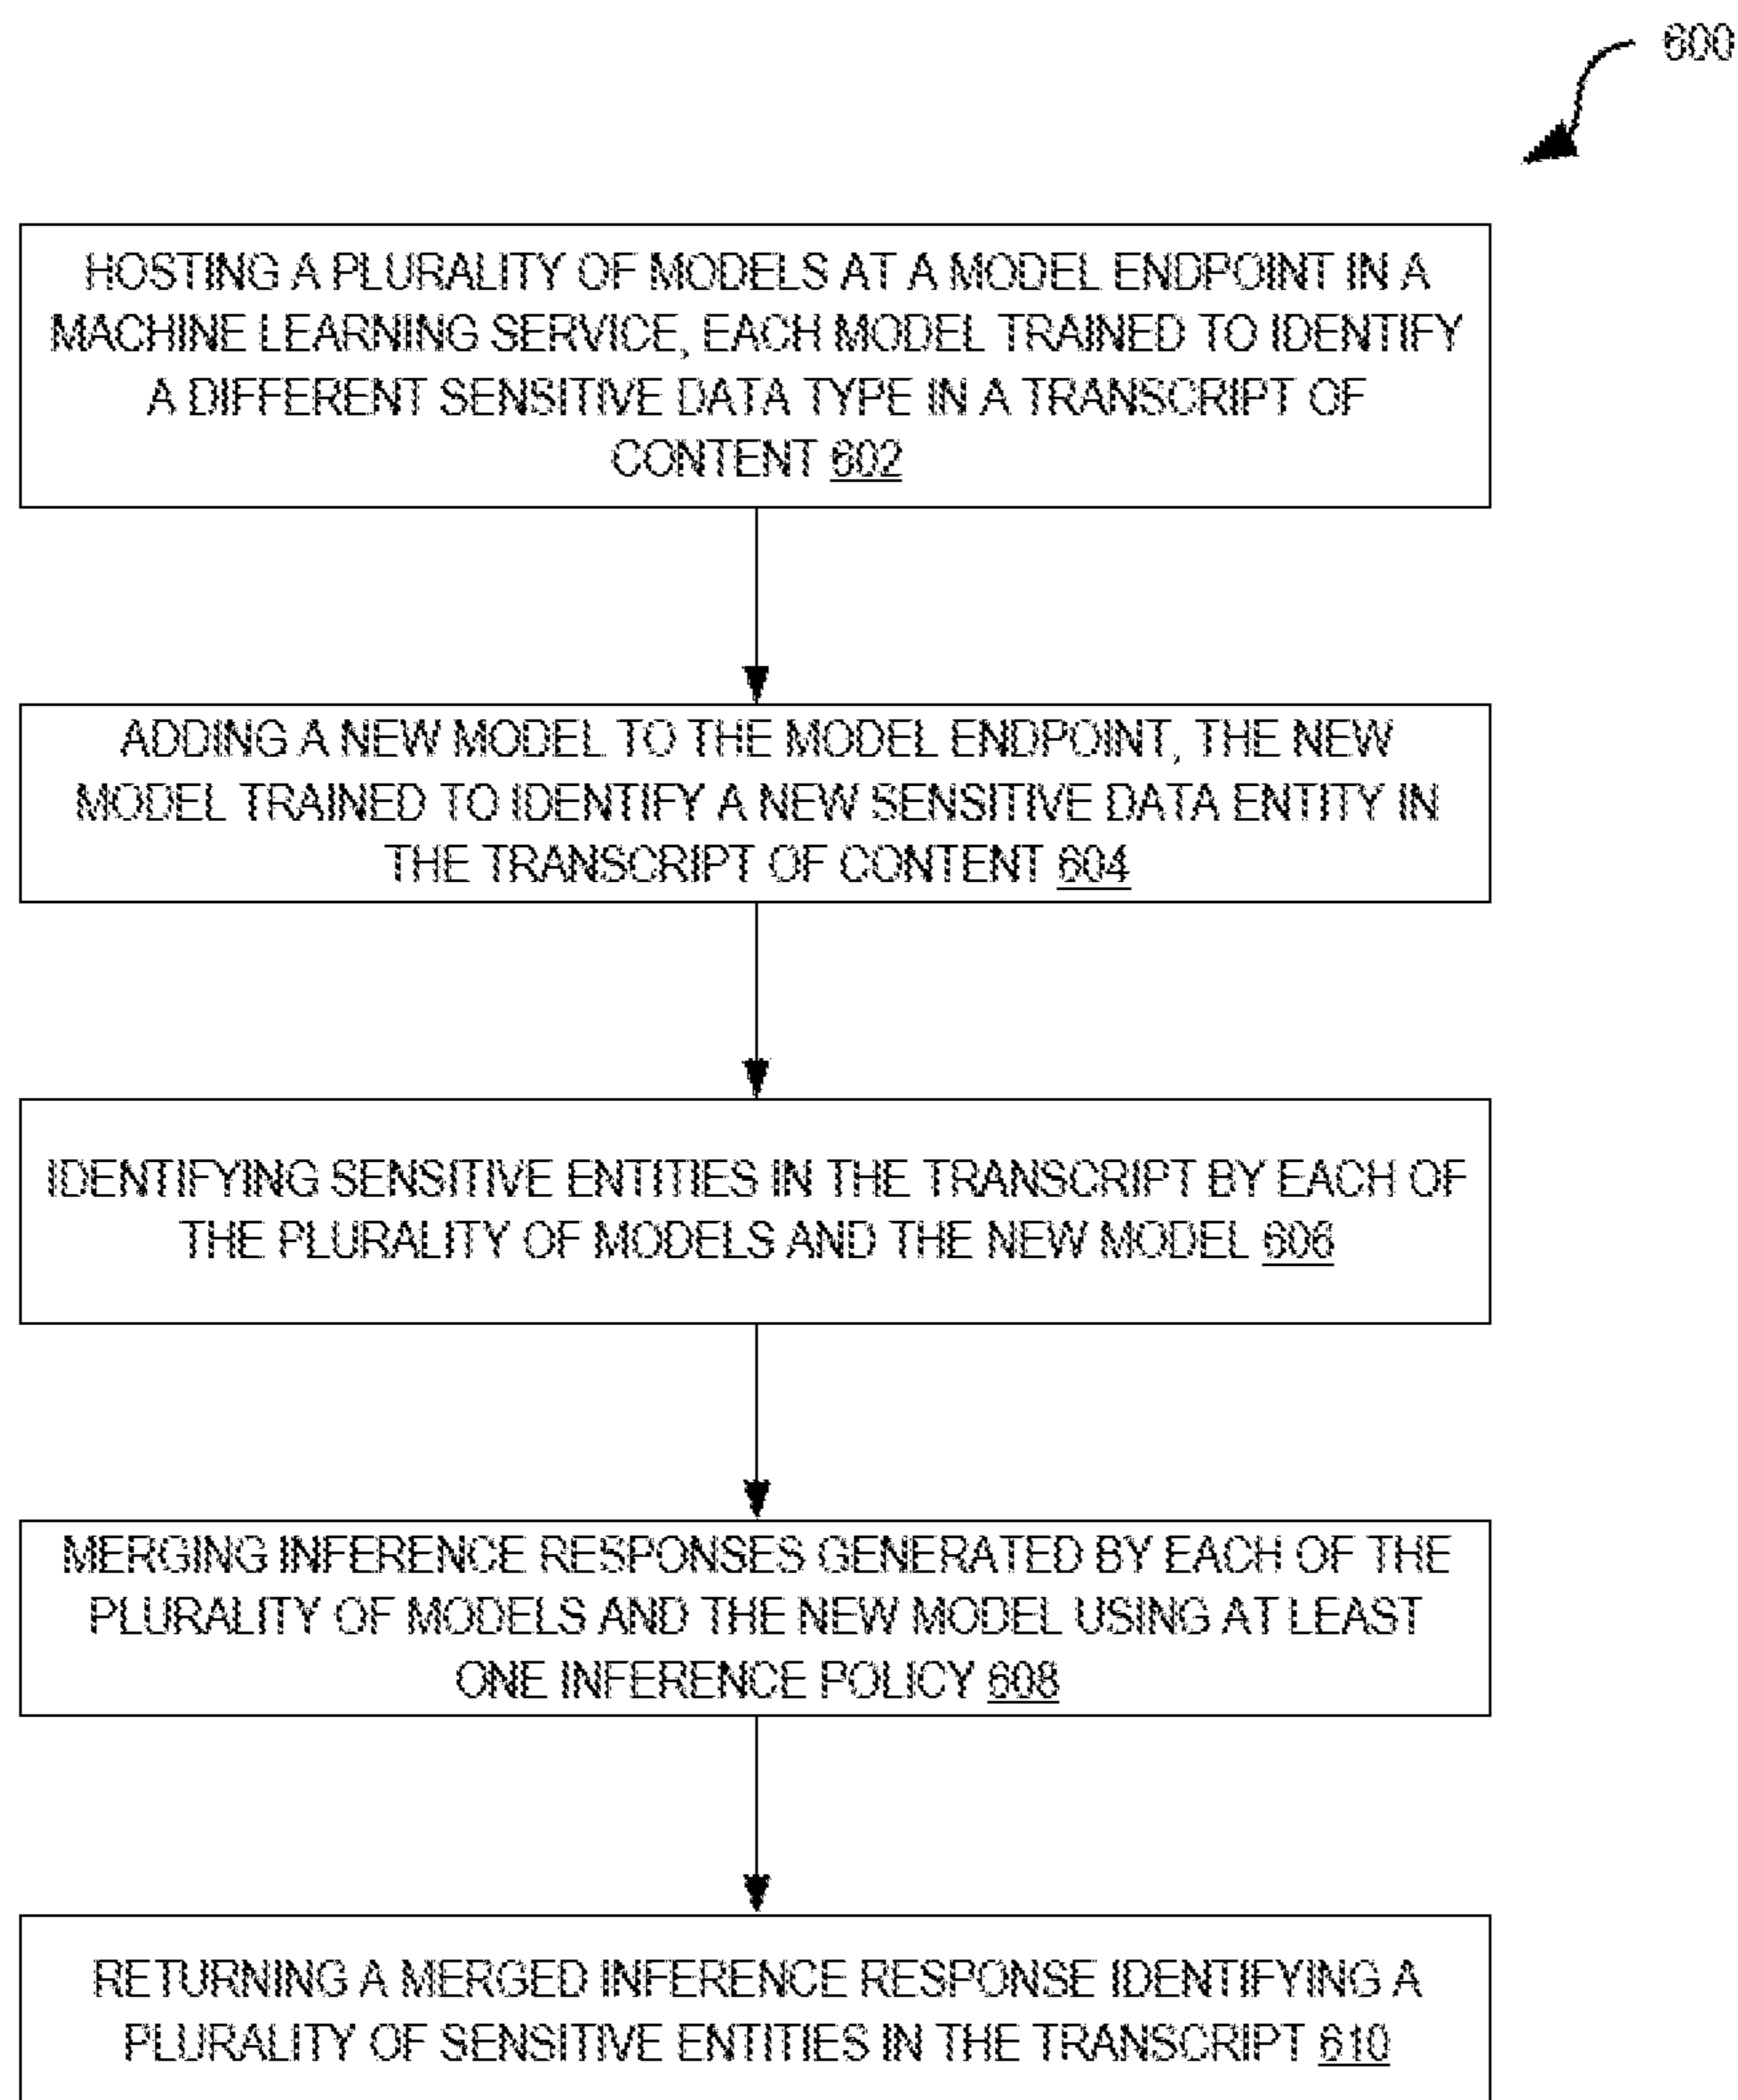 600
HOSTING A PLURALITY OF MODELS AT A MODEL ENDPOINT IN A
MACHINE LEARNING SERVICE, EACH MODEL TRAINED TO IDENTIFY
A DIFFERENT SENSITIVE DATA TYPE IN A TRANSCRIPT OF
CONTENT 602
ADDING A NEW MODEL TO THE MODEL ENDPOINT, THE NEW
MODEL TRAINED TO IDENTIFY A NEW SENSITIVE DATA ENTITY IN
THE TRANSCRIPT OF CONTENT 604
IDENTIFYING SENSITIVE ENTITIES IN THE TRANSCRIPT BY EACH OF
THE PLURALITY OF MODELS AND THE NEW MODEL 606
MERGING INFERENCE RESPONSES GENERATED BY EACH OF THE
PLURALITY OF MODELS AND THE NEW MODEL USING AT LEAST
ONE INFERENCE POLICY 608
RETURNING A MERGED INFERENCE RESPONSE IDENTIFYING A
PLURALITY OF SENSITIVE ENTITIES IN THE TRANSCRIPT 610